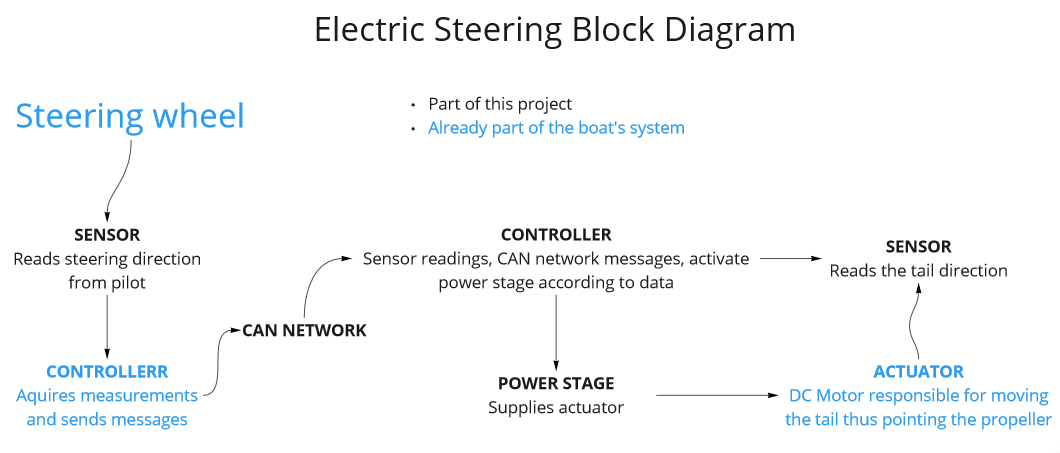 Electric Steering Block Diagram
Steering wheel
• Part of this project
• Already part of the boat's system
SENSOR
Reads steering direction
from pilot
CONTROLLERR
Aquires measurements
and sends messages
CAN NETWORK
CONTROLLER
Sensor readings, CAN network messages, activate
power stage according to data
POWER STAGE
Supplies actuator
SENSOR
Reads the tail direction
ACTUATOR
DC Motor responsible for moving
the tail thus pointing the propeller